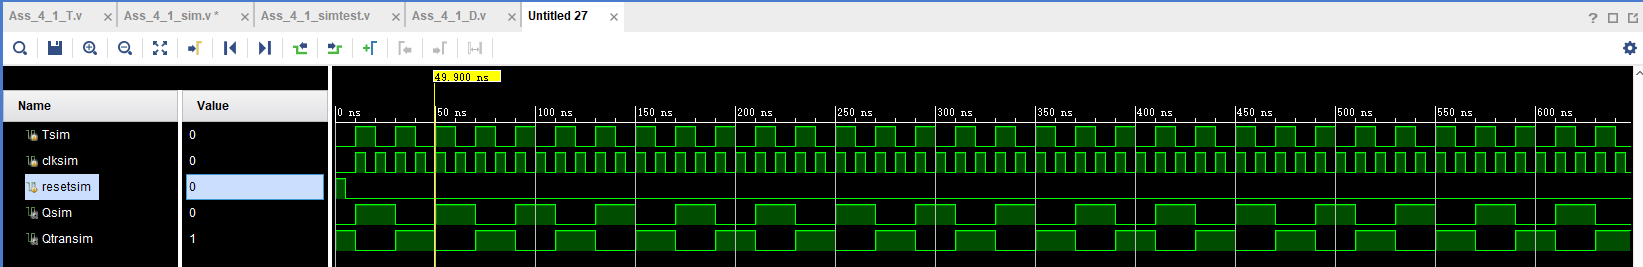 Ass_4_1_T.v × Ass_4_1_sim.v * × Ass_4_1_simtest.v × Ass_4_1_D.v × Untitled 27 ×
?
49.900 ns
Name Value
0 ns 50 ns 100 ns 150 ns 200 ns 250 ns 300 ns 350 ns 400 ns 450 ns 500 ns 550 ns 600 ns
Tsim 0
clksim 0
resetsim 0
Qsim 0
Qtransim 1